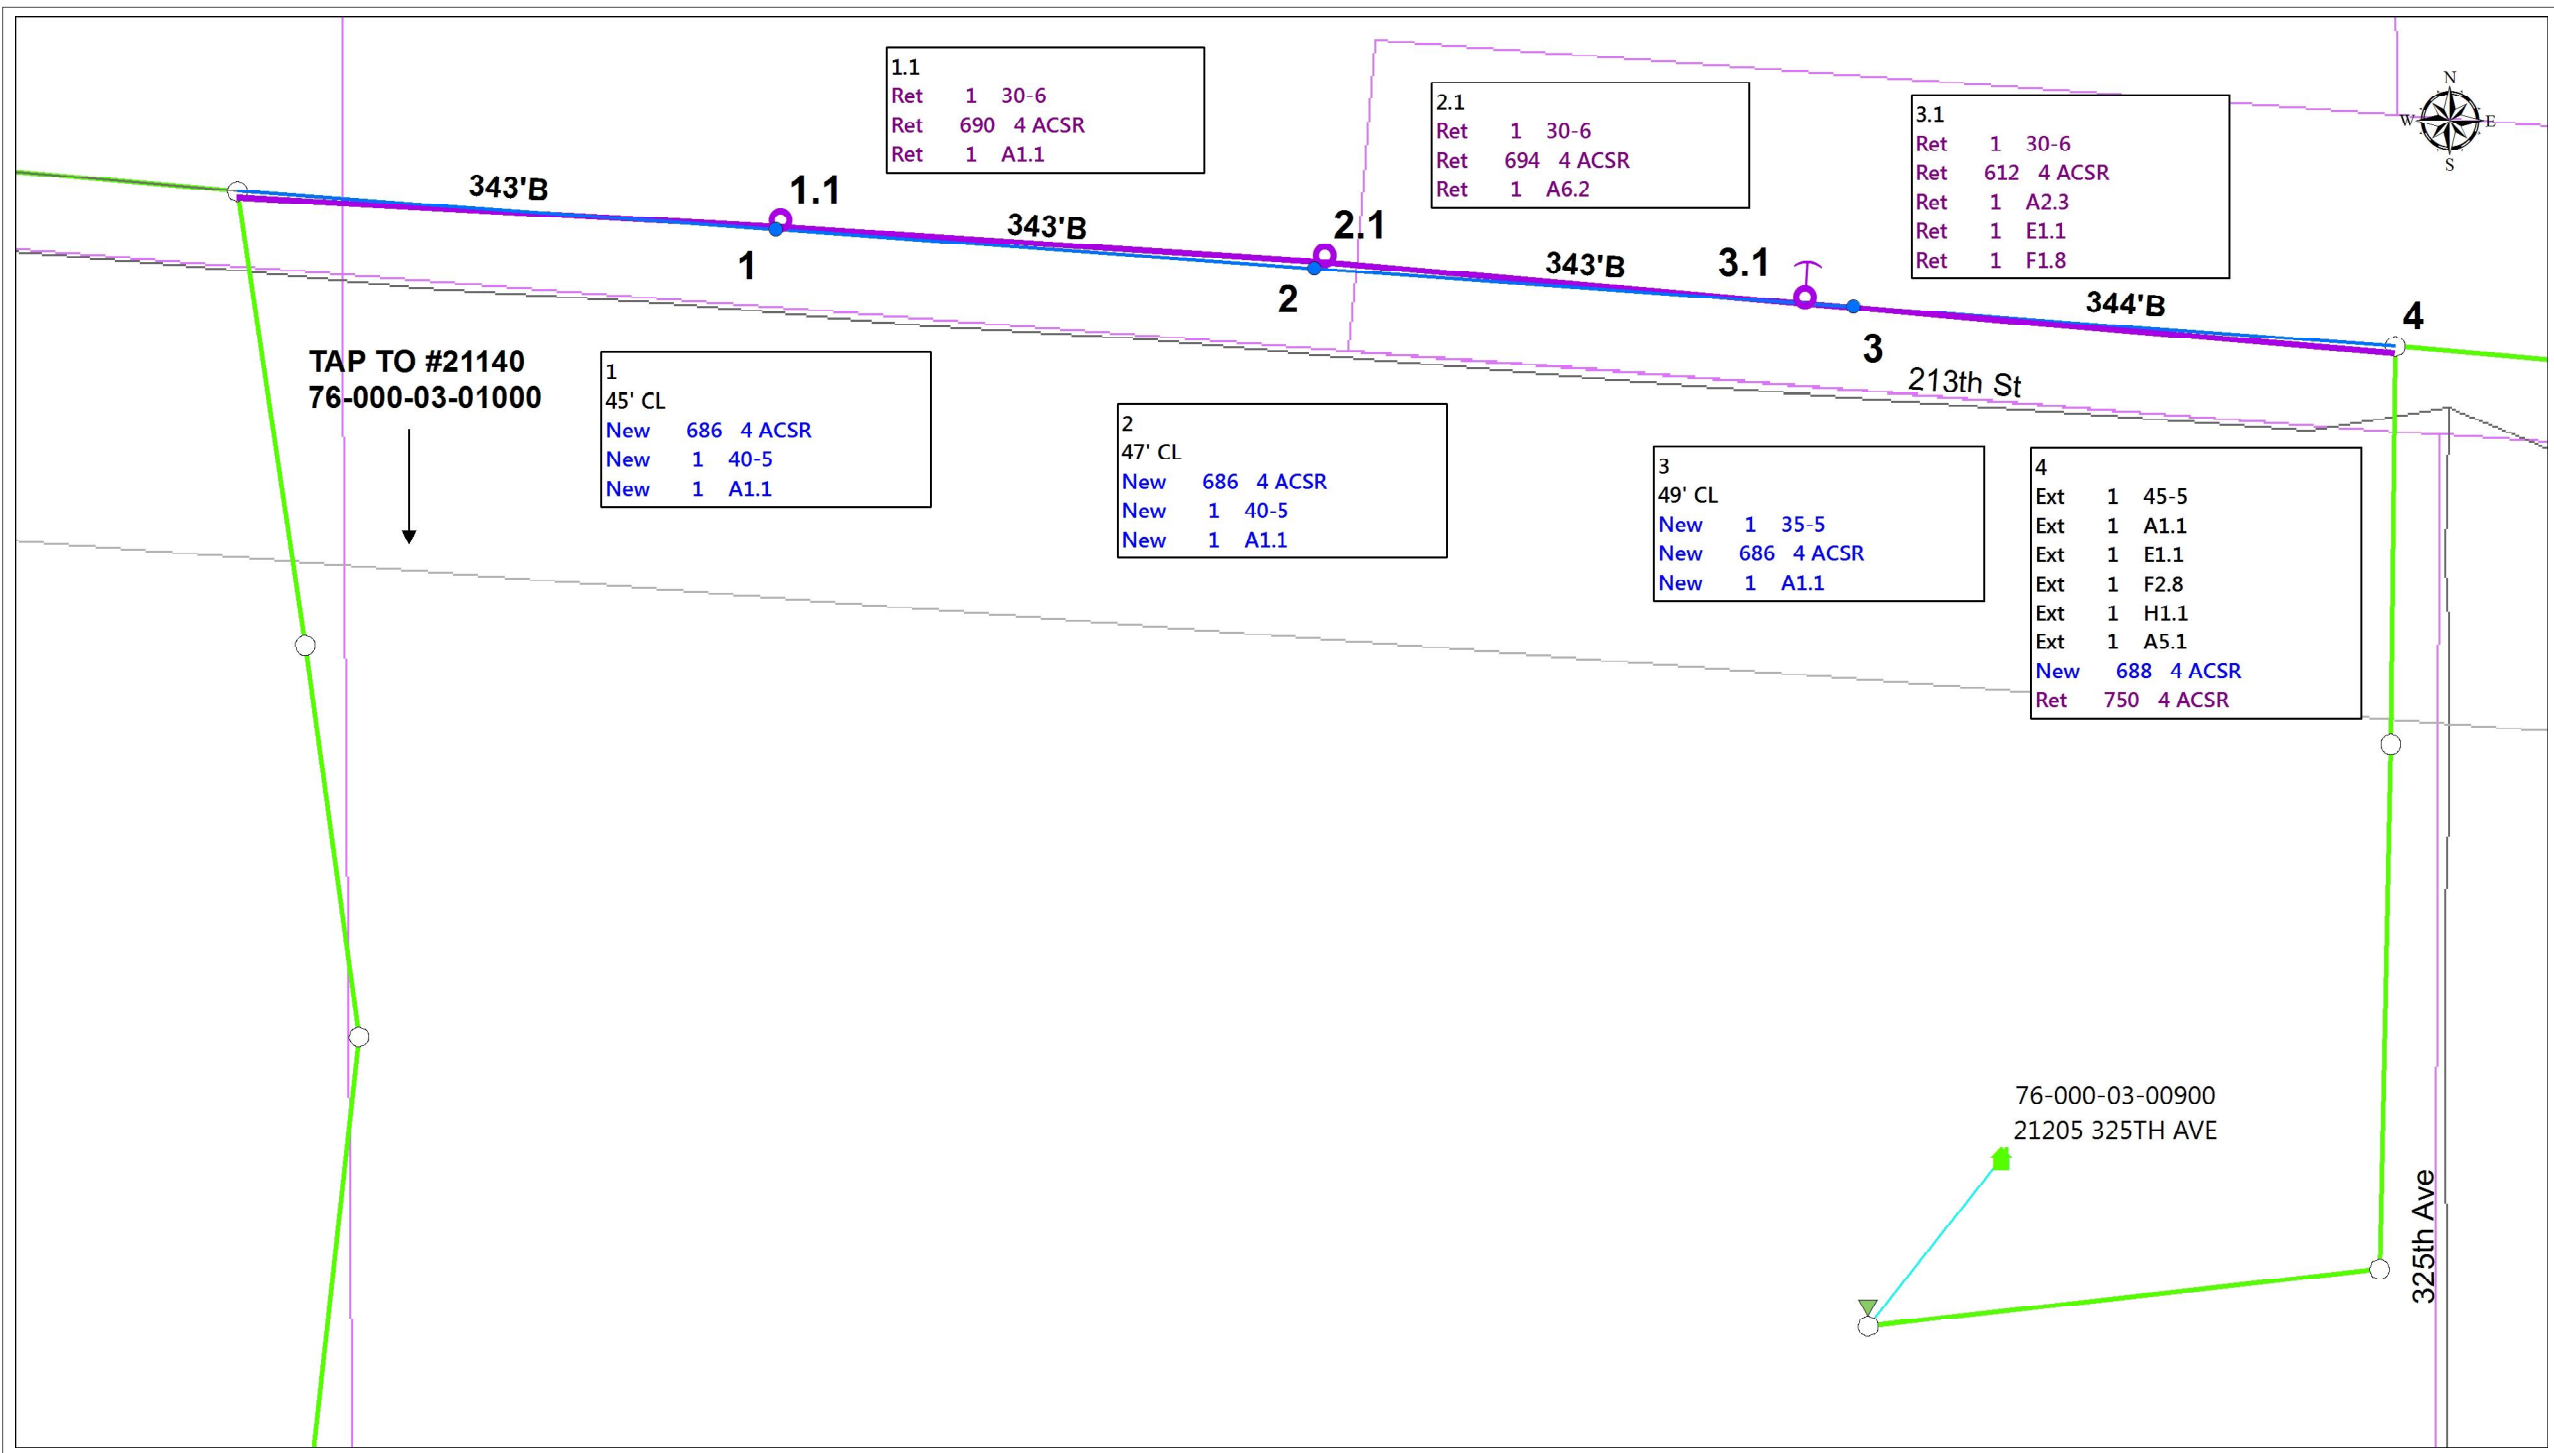 1.1
Ret 1 30-6
Ret 690 4 ACSR
Ret 1 A1.1
2.1
Ret 1 30-6
Ret 694 4 ACSR
Ret 1 A6.2
3.1
Ret 1 30-6
Ret 612 4 ACSR
Ret 1 A2.3
Ret 1 E1.1
Ret 1 F1.8
N
W E
S
343'B
1.1
343'B
2.1
343'B
3.1
344'B
4
1
2
3
213th St
TAP TO #21140
76-000-03-01000
1
45' CL
New 686 4 ACSR
New 1 40-5
New 1 A1.1
2
47' CL
New 686 4 ACSR
New 1 40-5
New 1 A1.1
3
49' CL
New 1 35-5
New 686 4 ACSR
New 1 A1.1
4
Ext 1 45-5
Ext 1 A1.1
Ext 1 E1.1
Ext 1 F2.8
Ext 1 H1.1
Ext 1 A5.1
New 688 4 ACSR
Ret 750 4 ACSR
76-000-03-00900
21205 325TH AVE
325th Ave